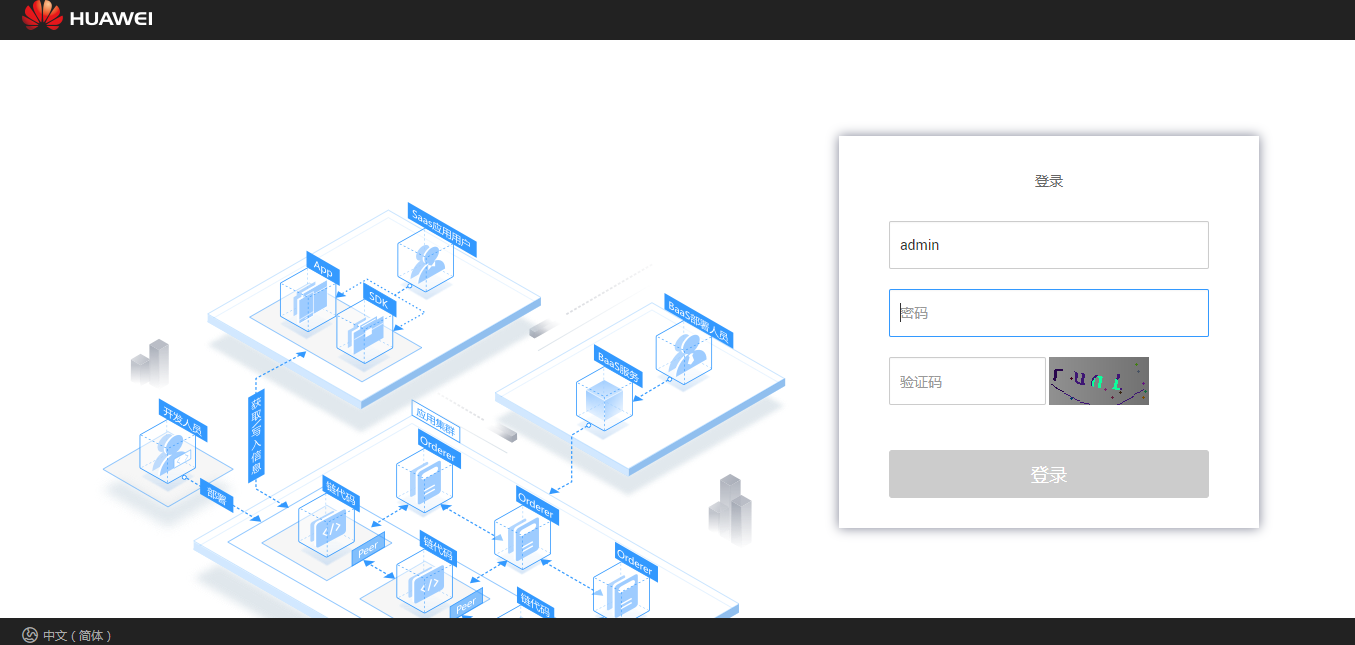 HUAWEI
登录
admin
密码
验证码
登录
Saas应用用户
App
SDK
BaaS部署人员
BaaS服务
开发人员
获取/写入信息
部署
应用集群
Orderer
链代码
Orderer
Peer
链代码
Orderer
Peer
链代码
中文 ( 简体 )